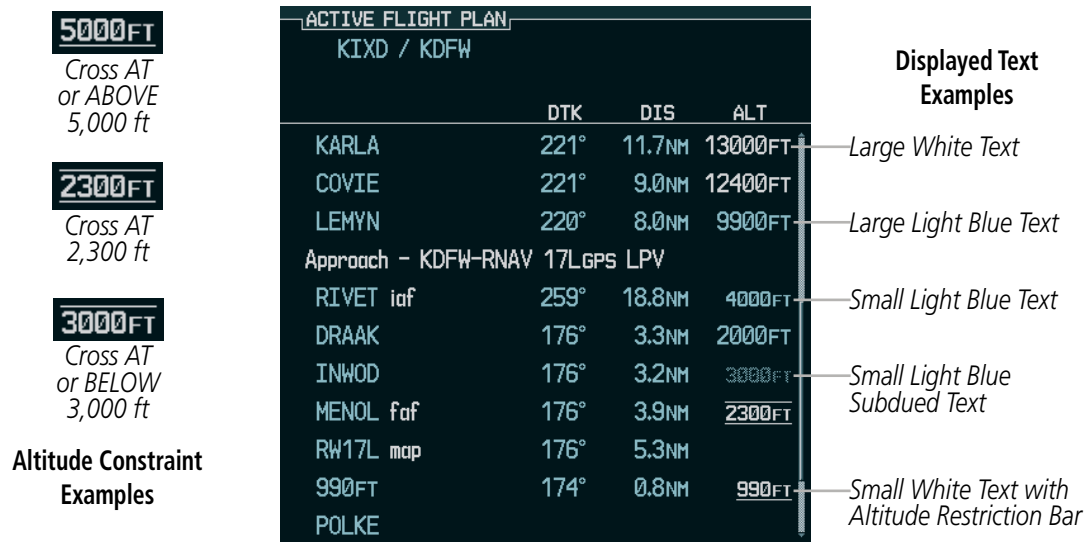 5000FT
Cross AT
or ABOVE
5,000 ft
2300FT
Cross AT
2,300 ft
3000FT
Cross AT
or BELOW
3,000 ft
Altitude Constraint
Examples
ACTIVE FLIGHT PLAN
KIXD / KDFW
DTK DIS ALT
KARLA 221° 11.7NM 13000FT
COVIE 221° 9.0NM 12400FT
LEMYN 220° 8.0NM 9900FT
Approach - KDFW-RNAV 17LGPS LPV
RIVET iaf 259° 18.8NM 4000FT
DRAAK 176° 3.3NM 2000FT
INWOD 176° 3.2NM 3000FT
MENOL faf 176° 3.9NM 2300FT
RW17L map 176° 5.3NM
990FT 174° 0.8NM 990FT
POLKE
Displayed Text
Examples
Large White Text
Large Light Blue Text
Small Light Blue Text
Small Light Blue
Subdued Text
Small White Text with
Altitude Restriction Bar